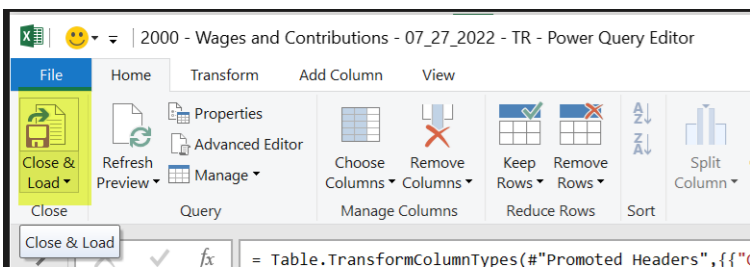 2000 - Wages and Contributions - 07_27_2022 - TR - Power Query Editor
File Home Transform Add Column View
Close & Load
Refresh Preview
Properties
Advanced Editor
Manage
Choose Columns
Remove Columns
Keep Rows
Remove Rows
A Z
Z A
Split Column
Close Query Manage Columns Reduce Rows Sort
Close & Load
fx = Table.TransformColumnTypes(#"Promoted Headers",{{"